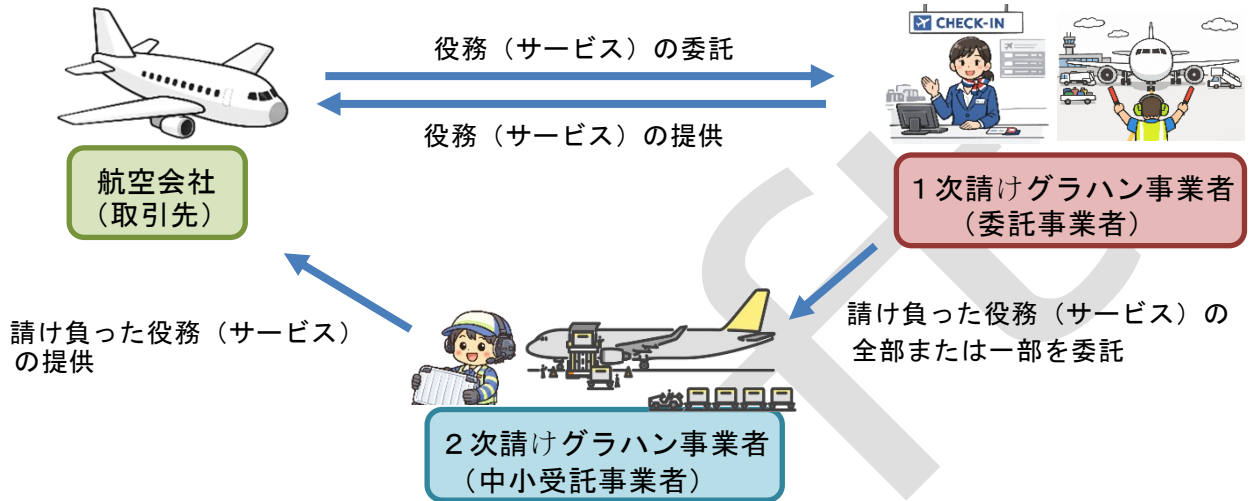 CHECK-IN
役務（サービス）の委託
役務（サービス）の提供
航空会社
（取引先）
１次請けグラハン事業者
（委託事業者）
請け負った役務（サービス）
の提供
請け負った役務（サービス）の
全部または一部を委託
２次請けグラハン事業者
（中小受託事業者）